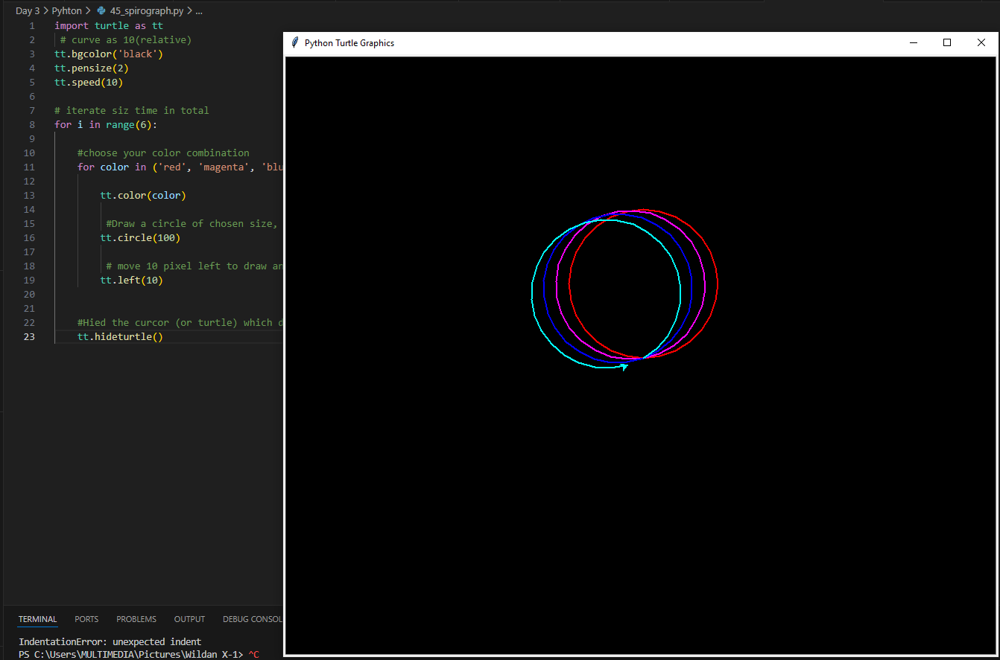 Day 3 > Pyhton > 45_spirograph.py > ...
1 import turtle as tt
2 # curve as 10(relative)
3 tt.bgcolor('black')
4 tt.pensize(2)
5 tt.speed(10)
6
7 # iterate siz time in total
8 for i in range(6):
9
10 #choose your color combination
11 for color in ('red', 'magenta', 'blu
12
13 tt.color(color)
14
15 #Draw a circle of chosen size,
16 tt.circle(100)
17
18 # move 10 pixel left to draw an
19 tt.left(10)
20
21
22 #Hied the curcor (or turtle) which d
23 tt.hideturtle()
Python Turtle Graphics
TERMINAL PORTS PROBLEMS OUTPUT DEBUG CONSOL
IndentationError: unexpected indent
PS C:\Users\MULTIMEDIA\Pictures\Wildan X-1> ^C